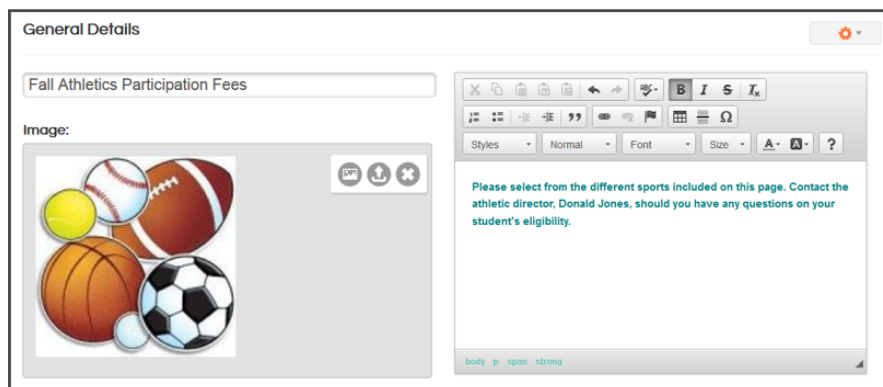 General Details
Fall Athletics Participation Fees
Image:
ABC
B I S Tx
Ω
Styles Normal Font Size A A ?
Please select from the different sports included on this page. Contact the
athletic director, Donald Jones, should you have any questions on your
student's eligibility.
body p span strong